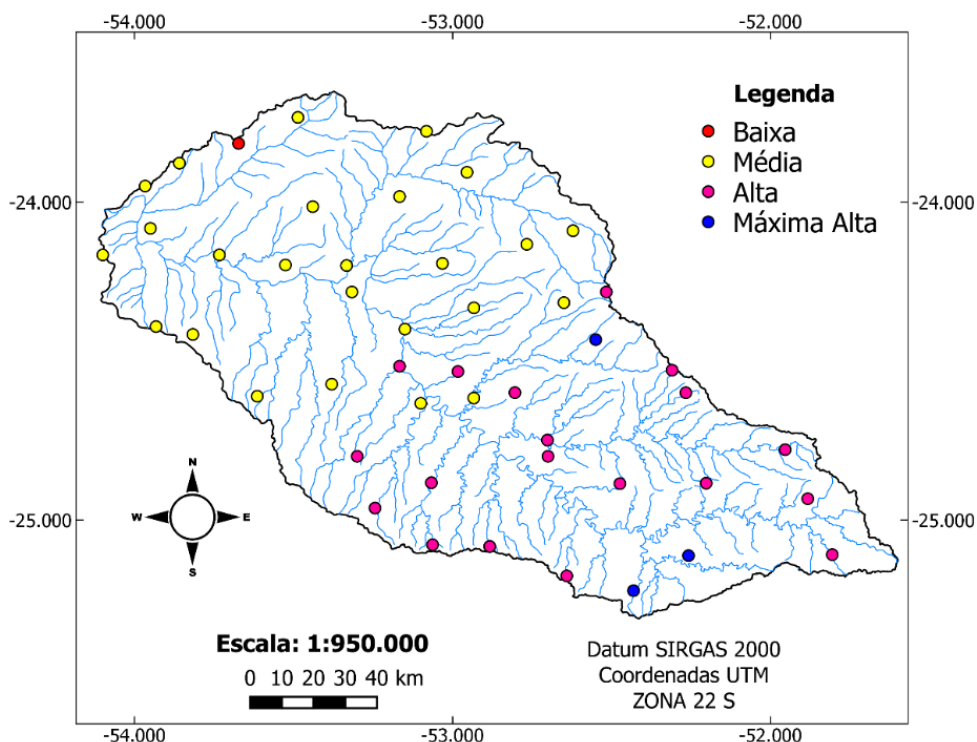 -54.000 -53.000 -52.000
Legenda
Baixa
Média
Alta
Máxima Alta
-24.000 -24.000
-25.000 -25.000
N
W E
S
Escala: 1:950.000
0 10 20 30 40 km
Datum SIRGAS 2000
Coordenadas UTM
ZONA 22 S
-54.000 -53.000 -52.000